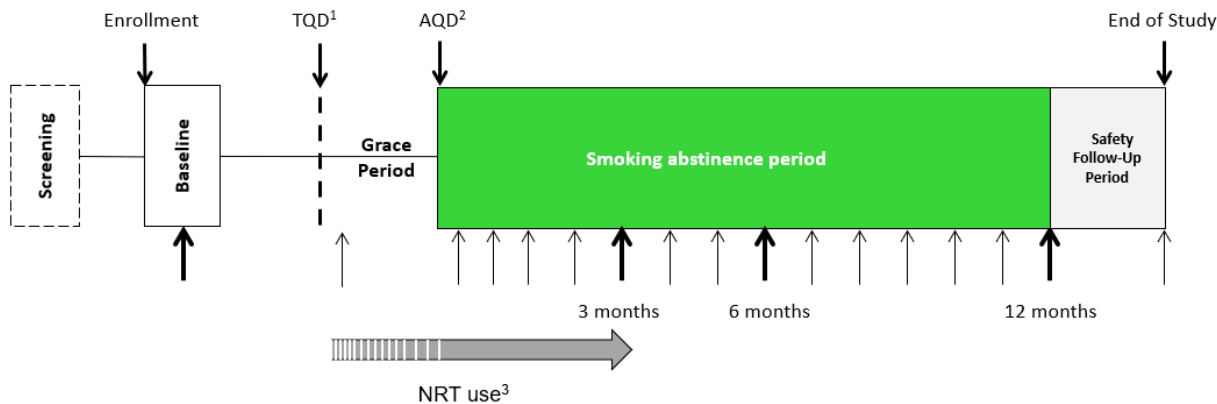 Enrollment
TQD¹
AQD²
End of Study
Screening
Baseline
Grace
Period
Smoking abstinence period
Safety
Follow-Up
Period
3 months
6 months
12 months
NRT use³